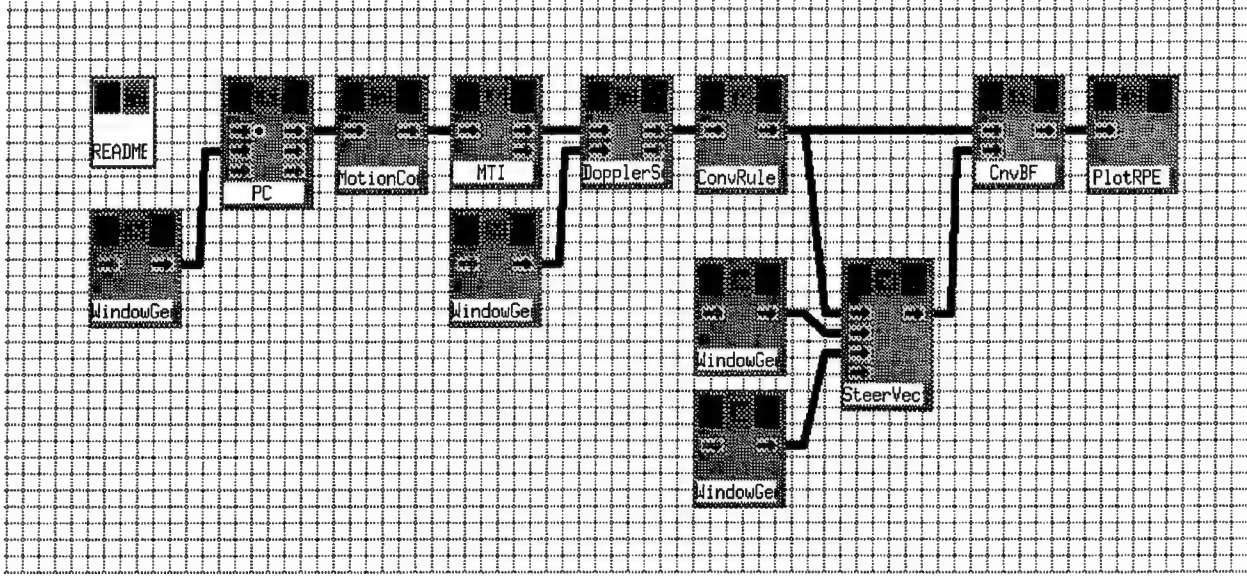 README
PC
MotionCo
MTI
DopplerS
ConvRule
CnvBF
PlotRPE
WindowGe
WindowGe
WindowGe
SteerVec
WindowGe